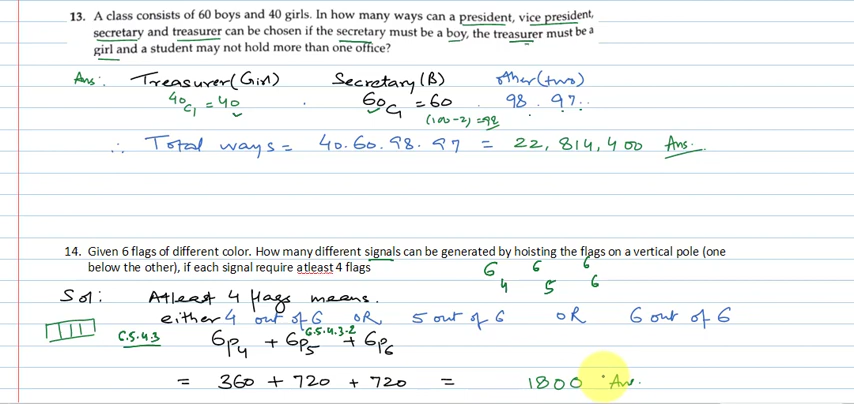 13. A class consists of 60 boys and 40 girls. In how many ways can a president, vice president,
secretary and treasurer can be chosen if the secretary must be a boy, the treasurer must be a
girl and a student may not hold more than one office?
Ans: Treasurer(Girl) Secretary(B) other(two)
40C1 = 40 . 60C1 = 60 98 . 97 .
(100-2) = 98
∴ Total ways = 40.60.98.97 = 22,814,400 Ans.
14. Given 6 flags of different color. How many different signals can be generated by hoisting the flags on a vertical pole (one
below the other), if each signal require atleast 4 flags
6 4 6 5 6 6
Sol: Atleast 4 flags means.
either 4 out of 6 OR 5 out of 6 OR 6 out of 6
6.5.4.3 6.5.4.3.2
6P4 + 6P5 + 6P6
= 360 + 720 + 720 = 1800 Ans.